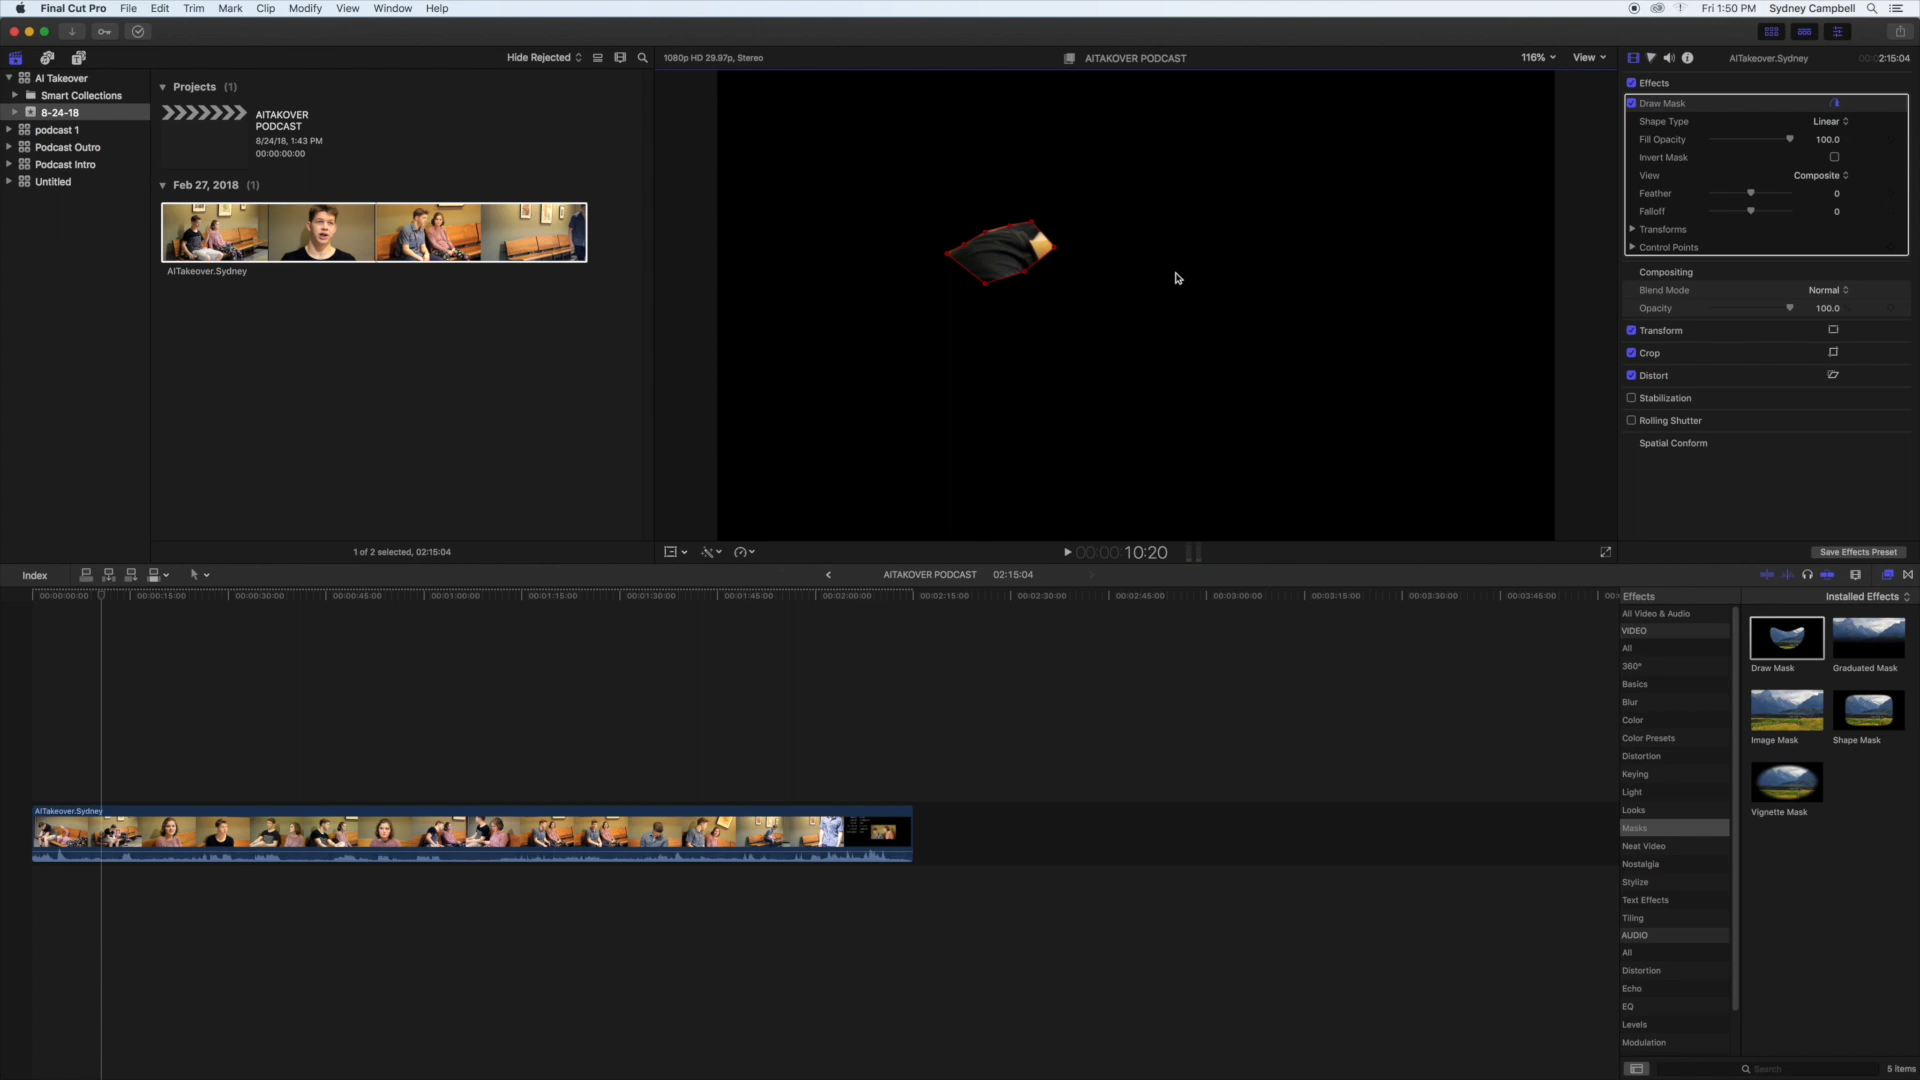 Final Cut Pro File Edit Trim Mark Clip Modify View Window Help
Fri 1:50 PM Sydney Campbell
Hide Rejected
1080p HD 29.97p, Stereo
AITAKOVER PODCAST
116% View
AITakeover.Sydney
2:15:04
AI Takeover
Smart Collections
8-24-18
podcast 1
Podcast Outro
Podcast Intro
Untitled
Projects (1)
AITAKOVER
PODCAST
8/24/18, 1:43 PM
00:00:00:00
Feb 27, 2018 (1)
AITakeover.Sydney
1 of 2 selected, 02:15:04
00:00:10:20
Effects
Draw Mask
Shape Type Linear
Fill Opacity 100.0
Invert Mask
View Composite
Feather 0
Falloff 0
Transforms
Control Points
Compositing
Blend Mode Normal
Opacity 100.0
Transform
Crop
Distort
Stabilization
Rolling Shutter
Spatial Conform
Save Effects Preset
Index
AITAKOVER PODCAST 02:15:04
00:00:00:00 00:00:15:00 00:00:30:00 00:00:45:00 00:01:00:00 00:01:15:00 00:01:30:00 00:01:45:00 00:02:00:00 00:02:15:00 00:02:30:00 00:02:45:00 00:03:00:00 00:03:15:00 00:03:30:00 00:03:45:00
AITakeover.Sydney
Effects
Installed Effects
All Video & Audio
VIDEO
All
360°
Basics
Blur
Color
Color Presets
Distortion
Keying
Light
Looks
Masks
Neat Video
Nostalgia
Stylize
Text Effects
Tiling
AUDIO
All
Distortion
Echo
EQ
Levels
Modulation
Draw Mask
Graduated Mask
Image Mask
Shape Mask
Vignette Mask
Search
5 items